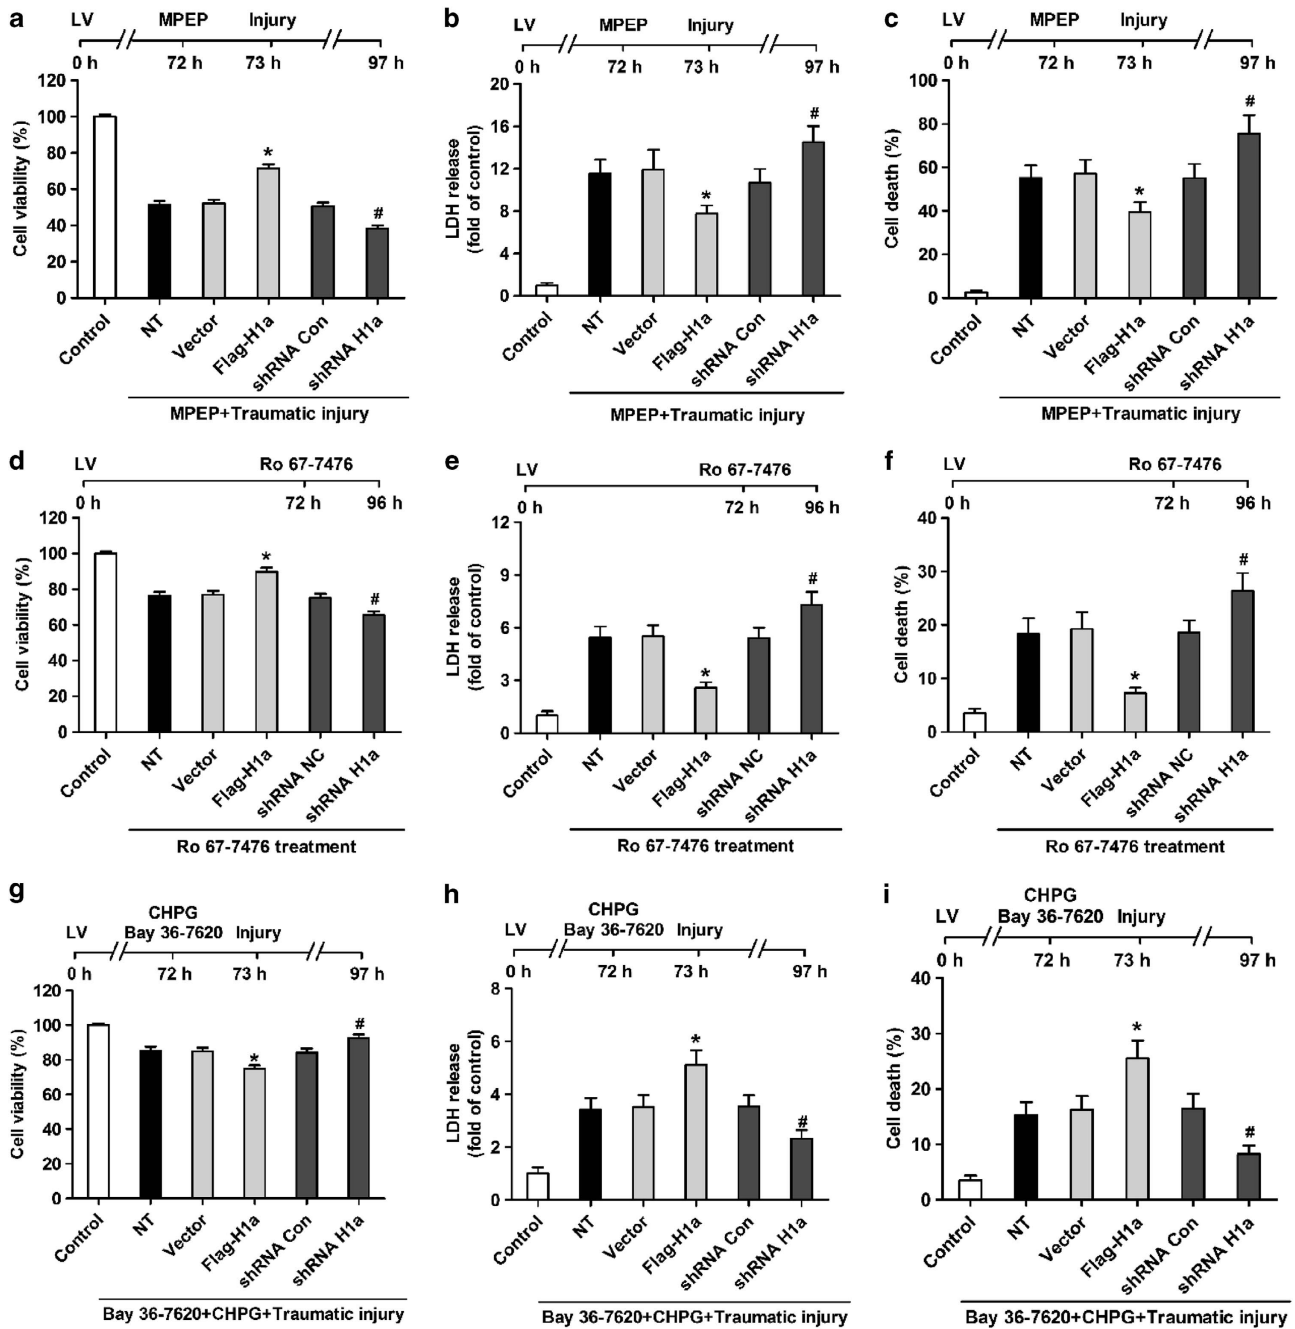 a
LV MPEP Injury
0 h 72 h 73 h 97 h
120
100
80
60
40
20
0
Cell viability (%)
*
#
Control NT Vector Flag-H1a shRNA Con shRNA H1a
MPEP+Traumatic injury
b
LV MPEP Injury
0 h 72 h 73 h 97 h
20
16
12
8
4
0
LDH release
(fold of control)
*
#
Control NT Vector Flag-H1a shRNA Con shRNA H1a
MPEP+Traumatic injury
c
LV MPEP Injury
0 h 72 h 73 h 97 h
100
80
60
40
20
0
Cell death (%)
*
#
Control NT Vector Flag-H1a shRNA Con shRNA H1a
MPEP+Traumatic injury
d
LV Ro 67-7476
0 h 72 h 96 h
120
100
80
60
40
20
0
Cell viability (%)
*
#
Control NT Vector Flag-H1a shRNA NC shRNA H1a
Ro 67-7476 treatment
e
LV Ro 67-7476
0 h 72 h 96 h
12
9
6
3
0
LDH release
(fold of control)
*
#
Control NT Vector Flag-H1a shRNA NC shRNA H1a
Ro 67-7476 treatment
f
LV Ro 67-7476
0 h 72 h 96 h
40
30
20
10
0
Cell death (%)
*
#
Control NT Vector Flag-H1a shRNA NC shRNA H1a
Ro 67-7476 treatment
g
CHPG
LV Bay 36-7620 Injury
0 h 72 h 73 h 97 h
120
100
80
60
40
20
0
Cell viability (%)
*
#
Control NT Vector Flag-H1a shRNA Con shRNA H1a
Bay 36-7620+CHPG+Traumatic injury
h
CHPG
LV Bay 36-7620 Injury
0 h 72 h 73 h 97 h
8
6
4
2
0
LDH release
(fold of control)
*
#
Control NT Vector Flag-H1a shRNA Con shRNA H1a
Bay 36-7620+CHPG+Traumatic injury
i
CHPG
LV Bay 36-7620 Injury
0 h 72 h 73 h 97 h
40
30
20
10
0
Cell death (%)
*
#
Control NT Vector Flag-H1a shRNA Con shRNA H1a
Bay 36-7620+CHPG+Traumatic injury